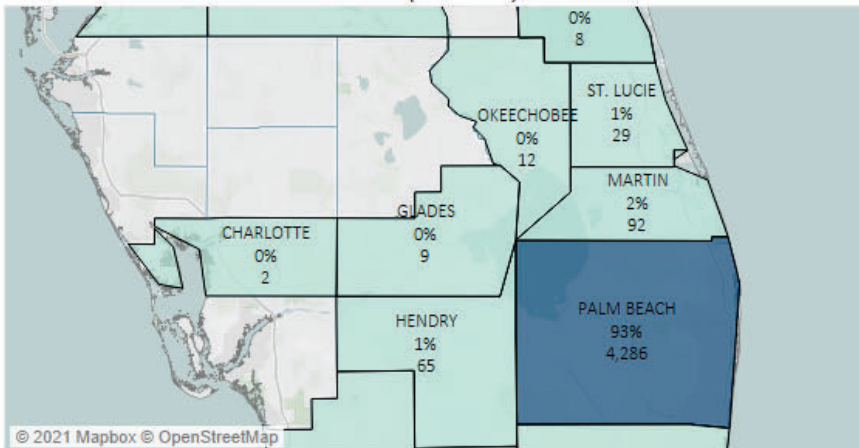 0%
8
ST. LUCIE
1%
29
OKEECHOBEE
0%
12
MARTIN
2%
92
GLADES
0%
9
CHARLOTTE
0%
2
PALM BEACH
93%
4,286
HENDRY
1%
65
© 2021 Mapbox © OpenStreetMap